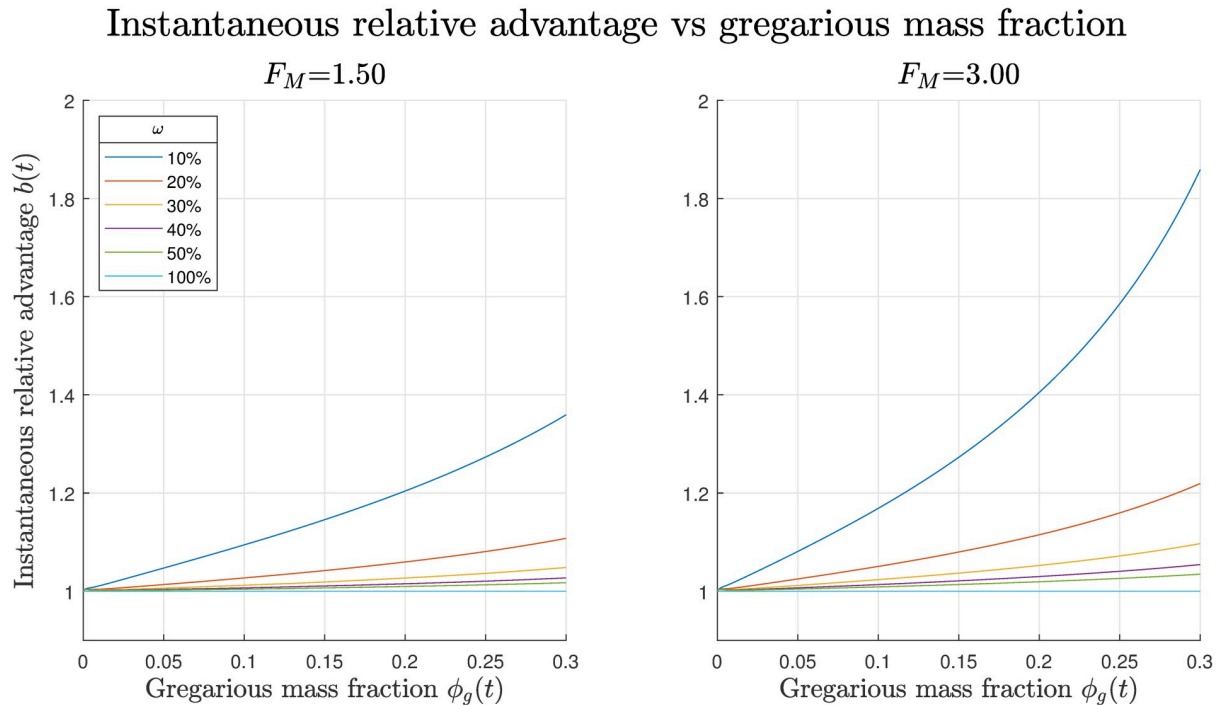 Instantaneous relative advantage vs gregarious mass fraction
F_M=1.50
Instantaneous relative advantage b(t)
2
1.8
1.6
1.4
1.2
1
ω
10%
20%
30%
40%
50%
100%
0 0.05 0.1 0.15 0.2 0.25 0.3
Gregarious mass fraction ϕ_g(t)
F_M=3.00
2
1.8
1.6
1.4
1.2
1
0 0.05 0.1 0.15 0.2 0.25 0.3
Gregarious mass fraction ϕ_g(t)